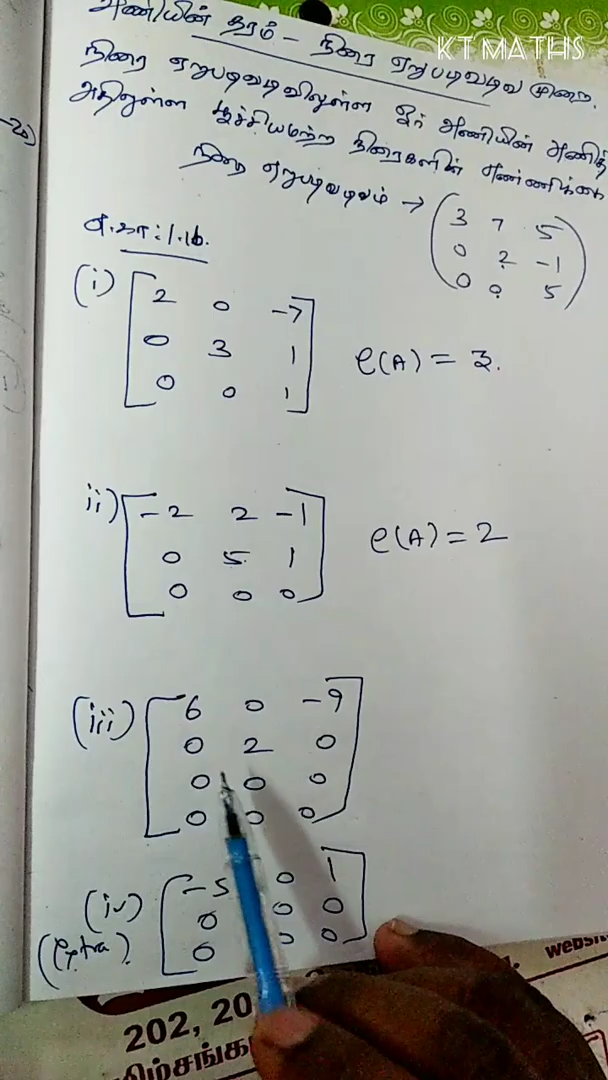 KT MATHS
அணியின் தரம் – நிரை ஏறுபடிவடிவ முறை.
நிரை ஏறுபடிவடிவிலுள்ள ஓர் அணியின் அணித்
அதிலுள்ள பூச்சியமற்ற நிரைகளின் எண்ணிக்கை
நிரை ஏறுபடிவடிவம் → ( 3 7 5
0 2 -1
0 0 5 )
எ.கா: 1.16.
(i) [ 2 0 -7
0 3 1
0 0 1 ] ρ(A) = 3.
ii) [ -2 2 -1
0 5 1
0 0 0 ] ρ(A) = 2
(iii) [ 6 0 -9
0 2 0
0 0 0
0 0 0 ]
(iv) [ -5 0 1
0 0 0
(Extra) 0 0 0 ]
websi
202, 20